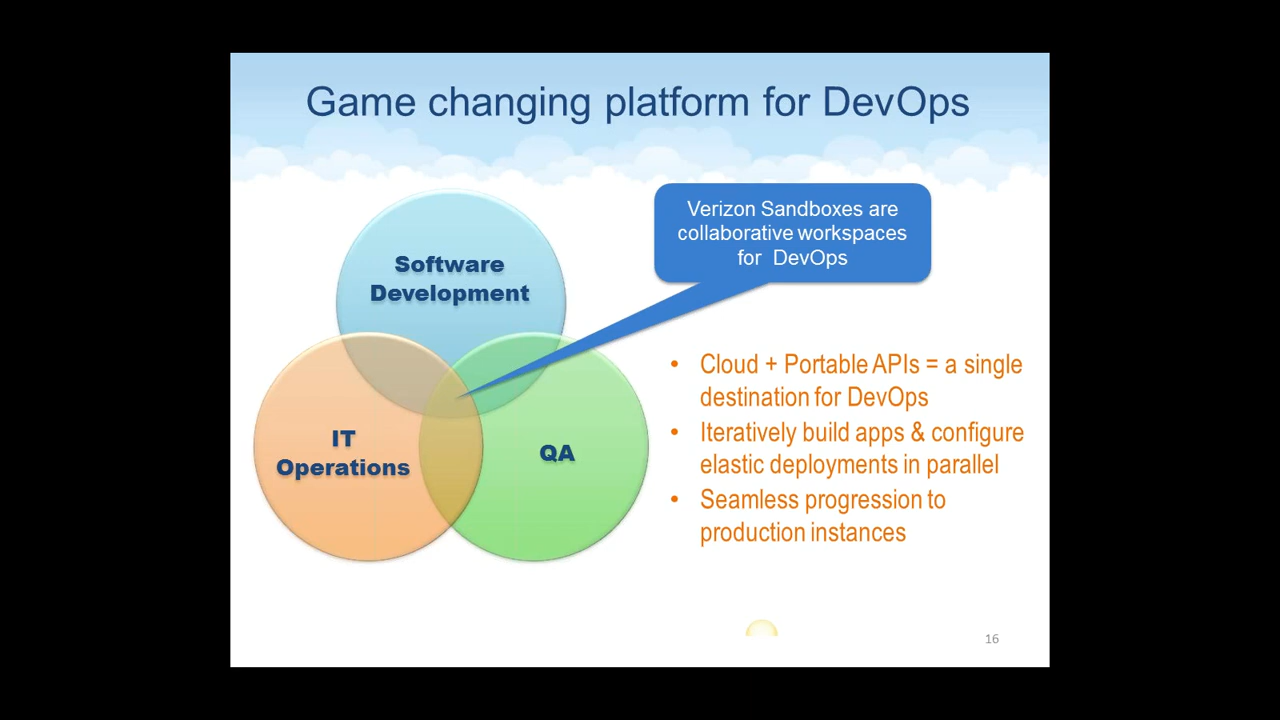 Game changing platform for DevOps
Verizon Sandboxes are
collaborative workspaces
for DevOps
Software
Development
IT
Operations
QA
• Cloud + Portable APIs = a single
destination for DevOps
• Iteratively build apps & configure
elastic deployments in parallel
• Seamless progression to
production instances
16